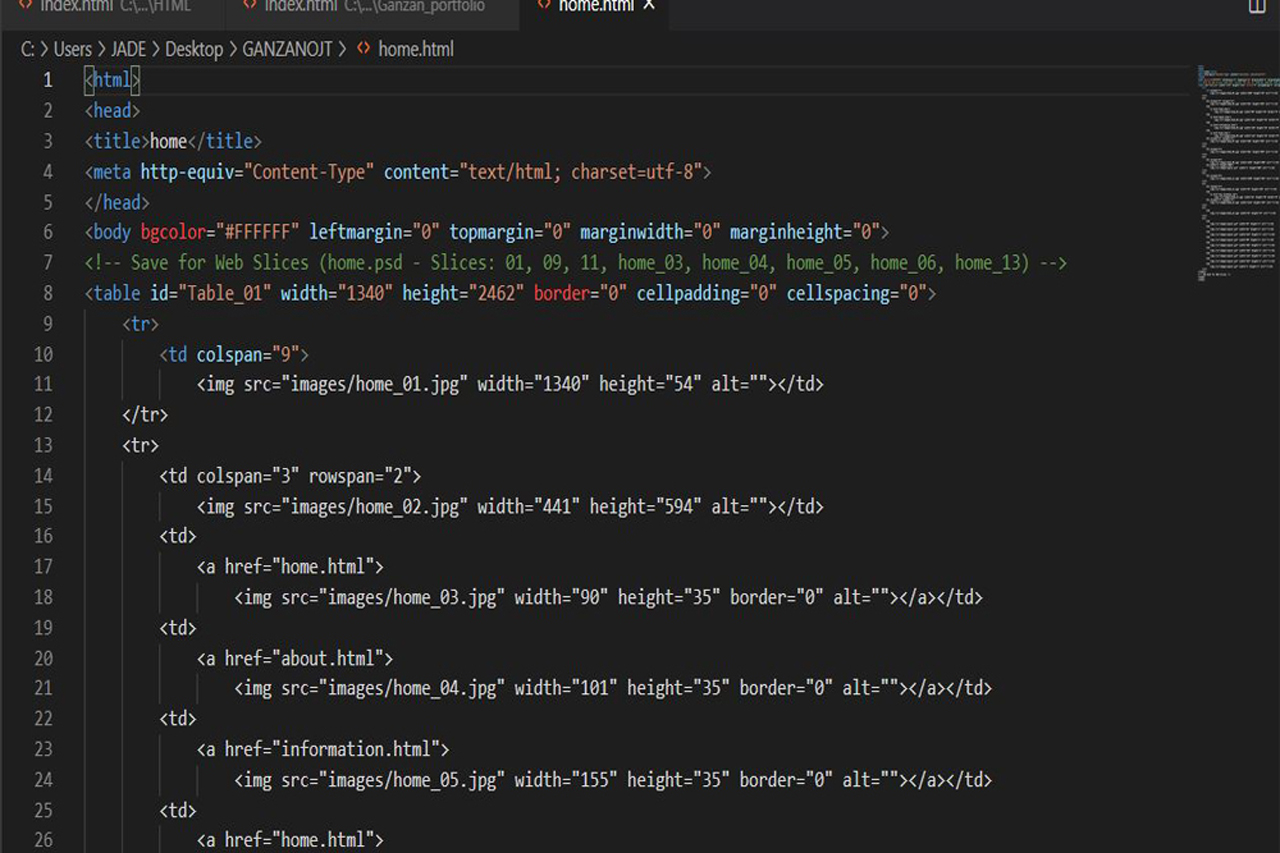 index.html C:\...\HTML index.html C:\...\Ganzan_portfolio home.html X
C: > Users > JADE > Desktop > GANZANOJT > <> home.html
1 <html>
2 <head>
3 <title>home</title>
4 <meta http-equiv="Content-Type" content="text/html; charset=utf-8">
5 </head>
6 <body bgcolor="#FFFFFF" leftmargin="0" topmargin="0" marginwidth="0" marginheight="0">
7 <!-- Save for Web Slices (home.psd - Slices: 01, 09, 11, home_03, home_04, home_05, home_06, home_13) -->
8 <table id="Table_01" width="1340" height="2462" border="0" cellpadding="0" cellspacing="0">
9 <tr>
10 <td colspan="9">
11 <img src="images/home_01.jpg" width="1340" height="54" alt=""></td>
12 </tr>
13 <tr>
14 <td colspan="3" rowspan="2">
15 <img src="images/home_02.jpg" width="441" height="594" alt=""></td>
16 <td>
17 <a href="home.html">
18 <img src="images/home_03.jpg" width="90" height="35" border="0" alt=""></a></td>
19 <td>
20 <a href="about.html">
21 <img src="images/home_04.jpg" width="101" height="35" border="0" alt=""></a></td>
22 <td>
23 <a href="information.html">
24 <img src="images/home_05.jpg" width="155" height="35" border="0" alt=""></a></td>
25 <td>
26 <a href="home.html">